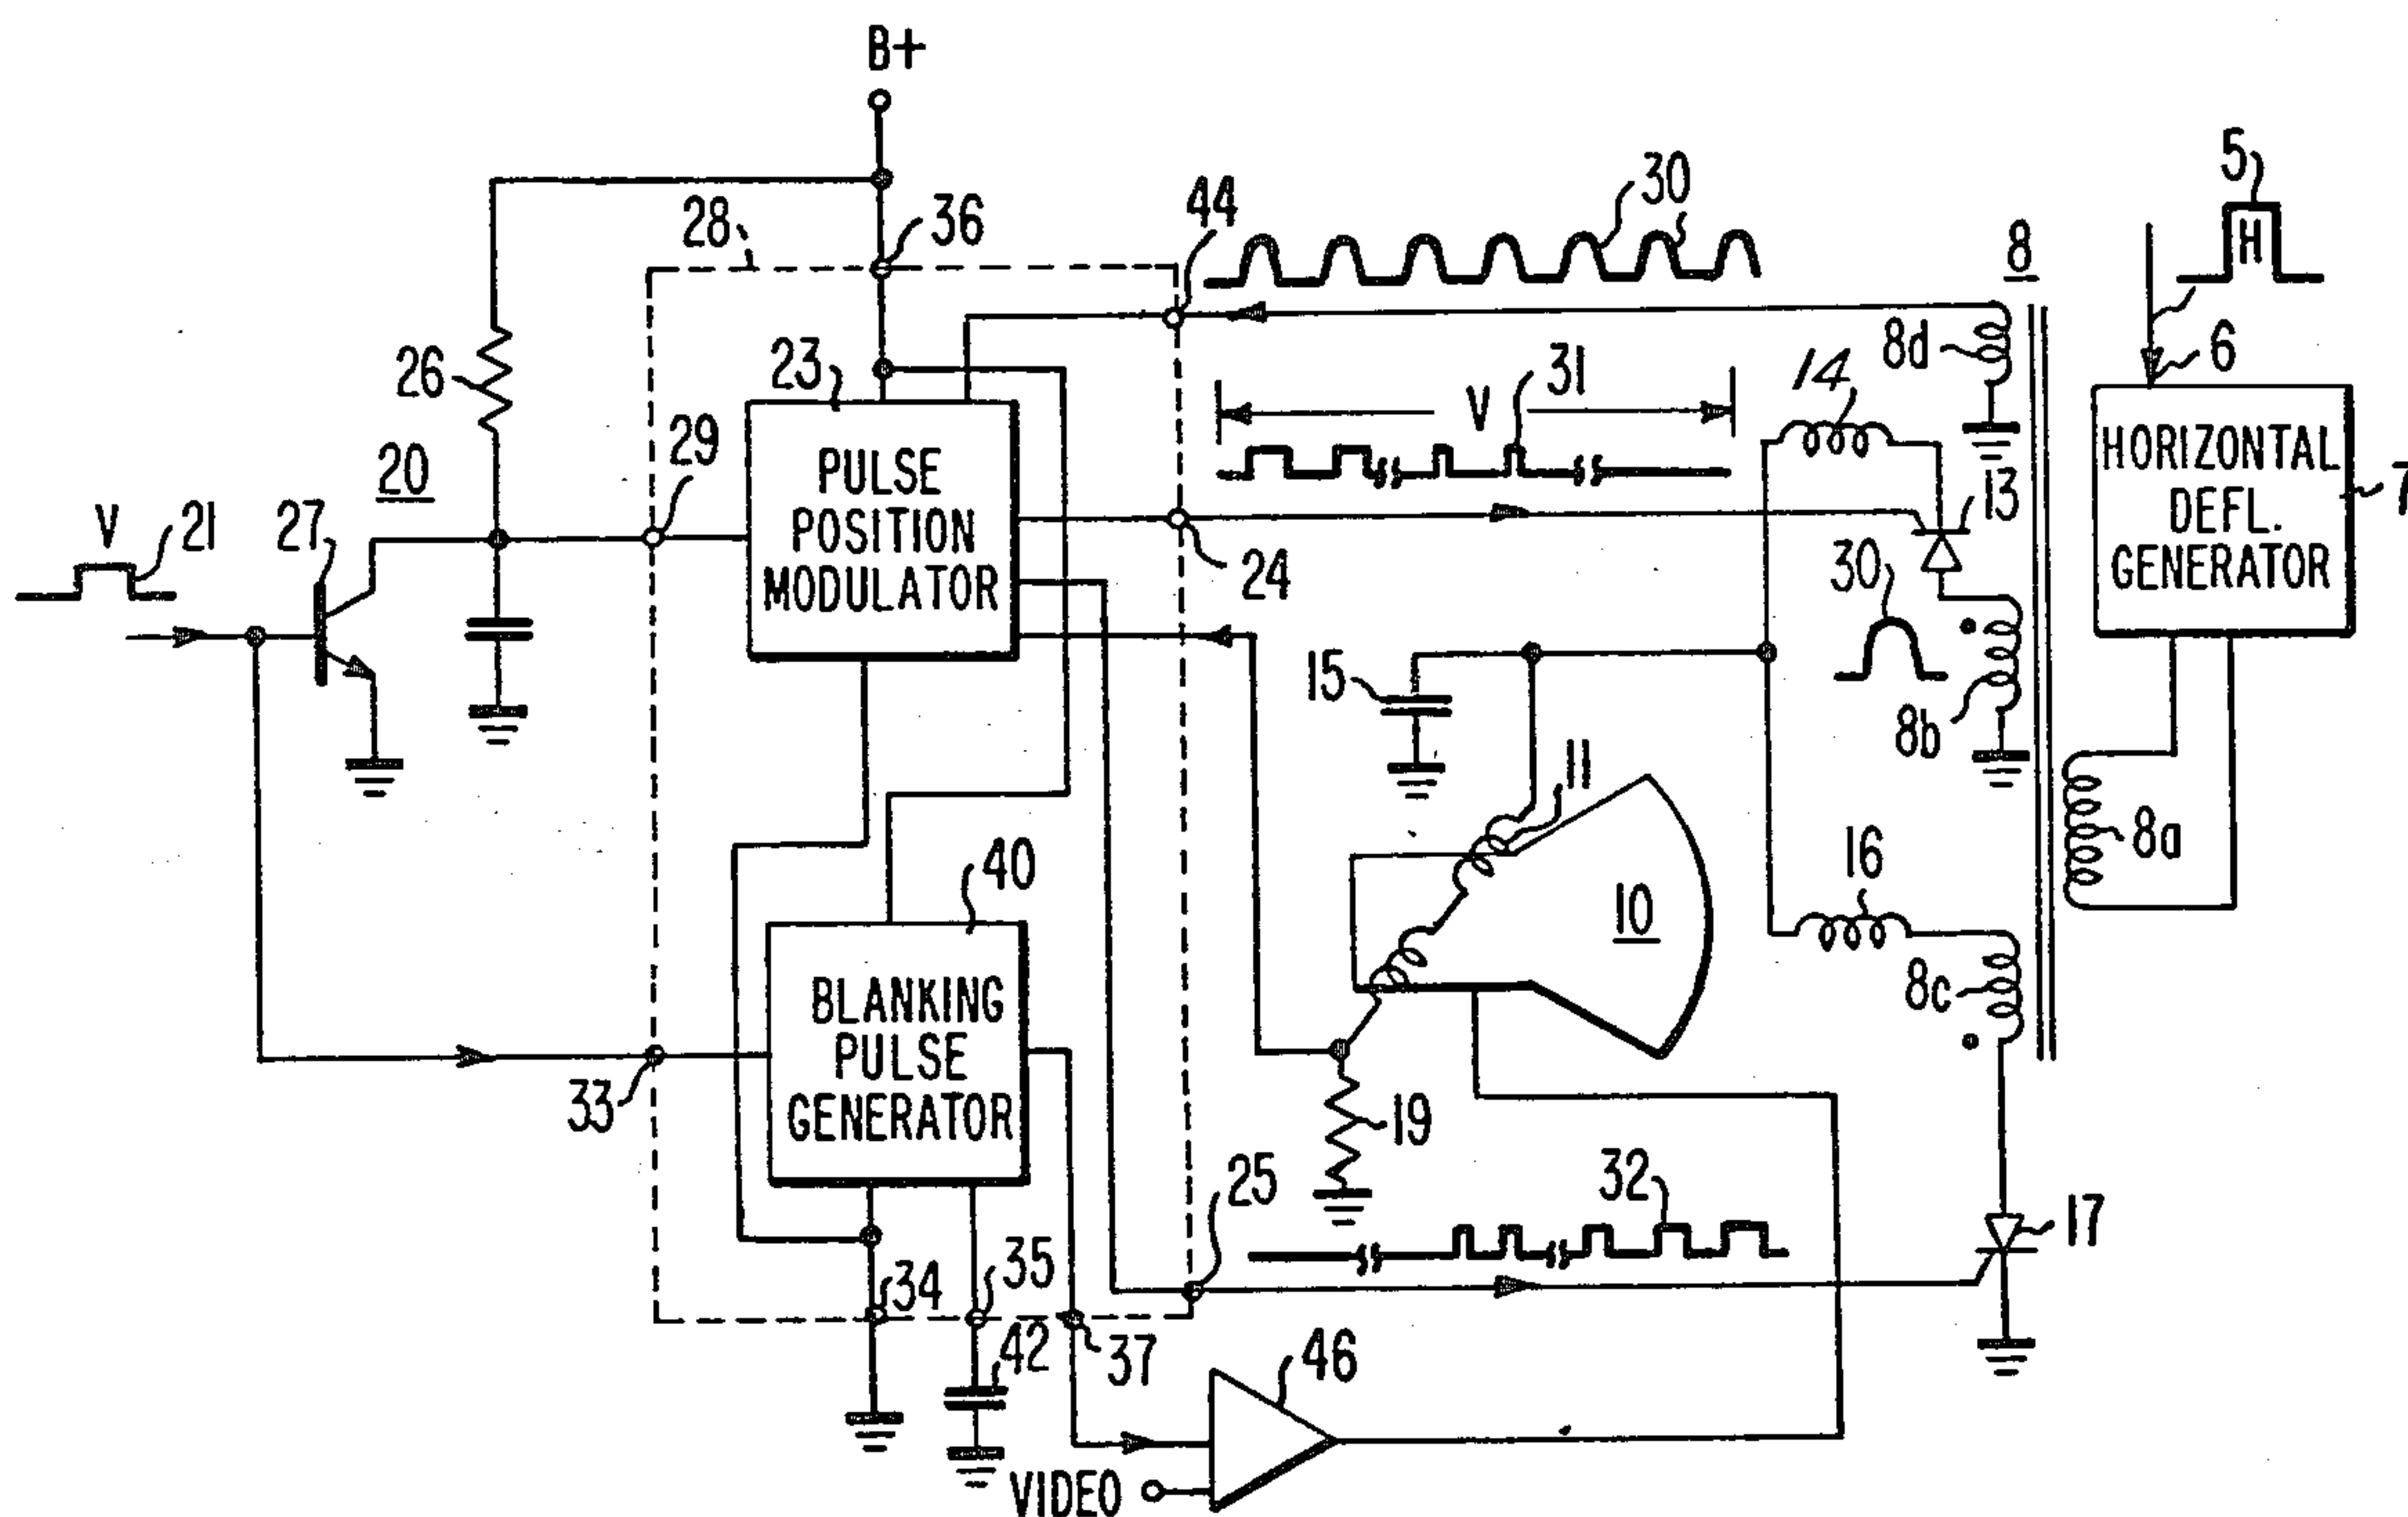 B+
5
H
28
36
44
30
8
26
23
8d
6
14
31
V
29
20
PULSE
POSITION
MODULATOR
HORIZONTAL
DEFL.
GENERATOR
13
V
21
27
24
30
15
8b
11
8a
40
16
10
8c
BLANKING
PULSE
GENERATOR
33
19
25
32
17
34
35
42
37
46
VIDEO